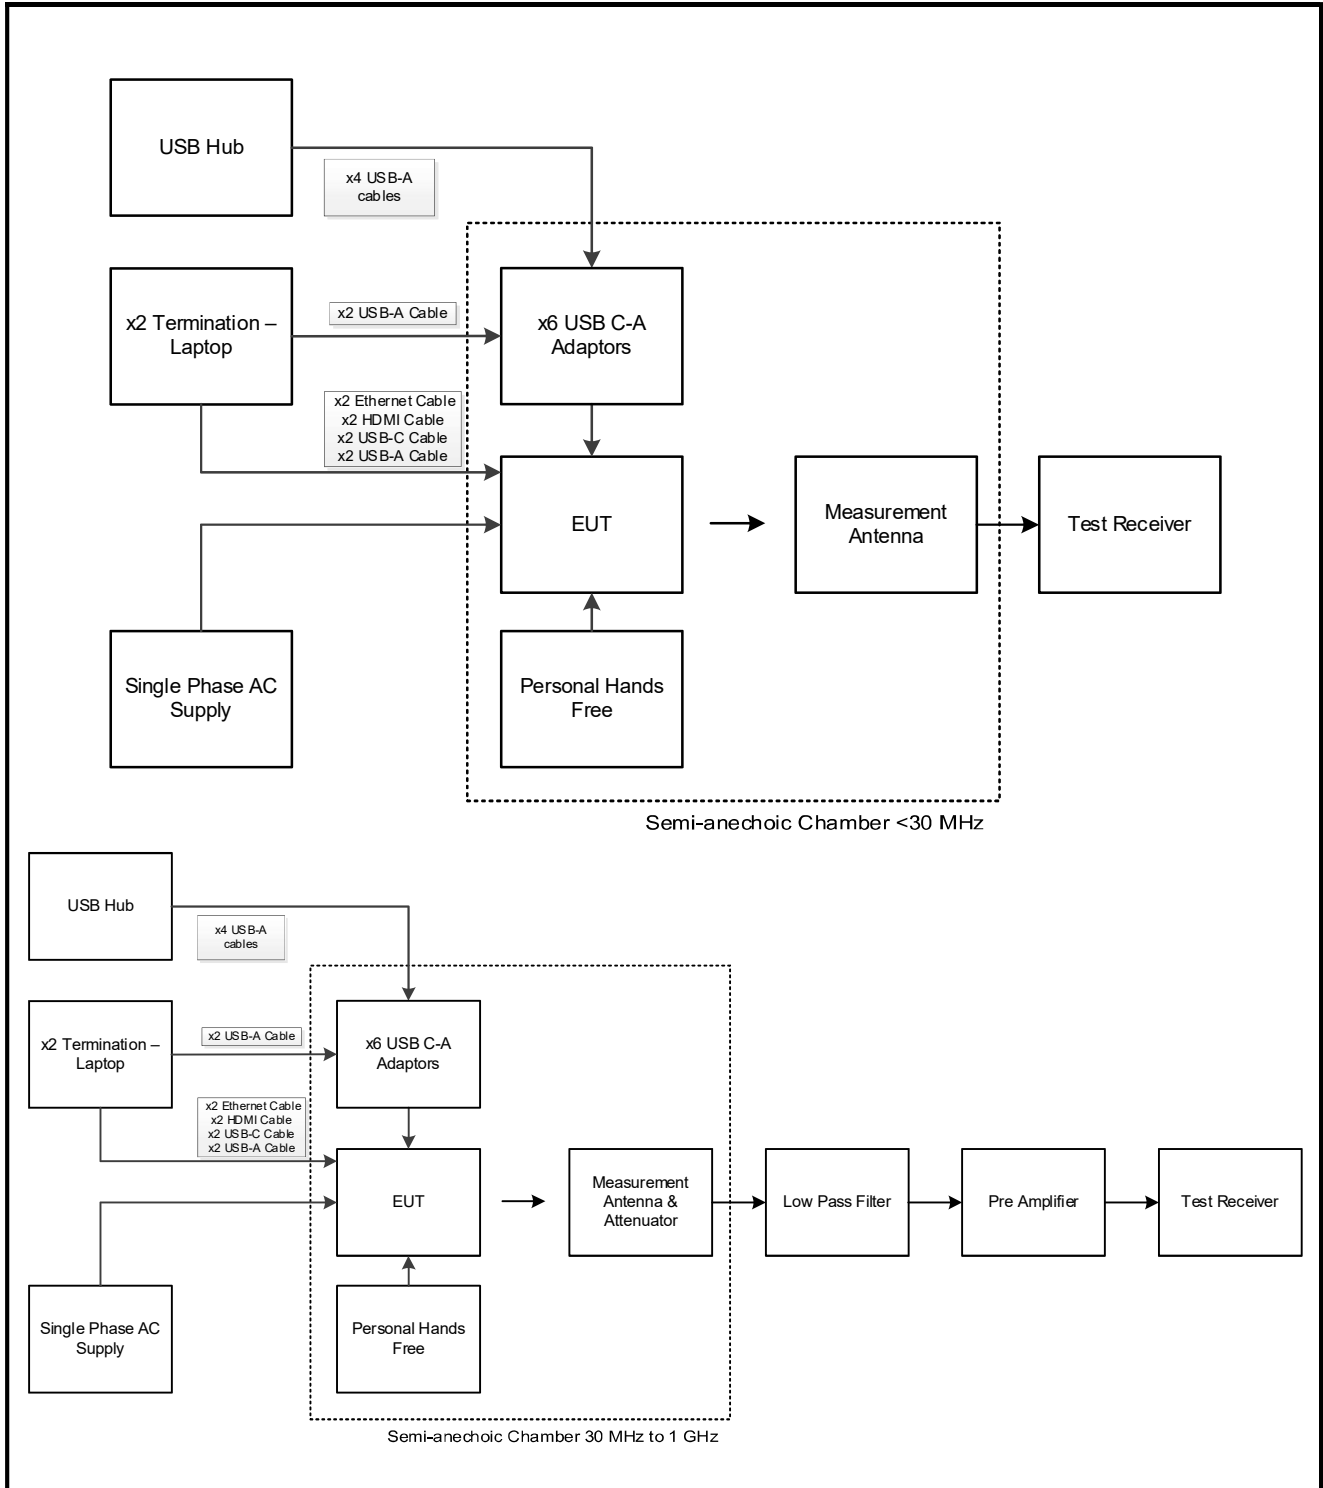 USB Hub
x4 USB-A
cables
x2 Termination –
Laptop
x2 USB-A Cable
x6 USB C-A
Adaptors
x2 Ethernet Cable
x2 HDMI Cable
x2 USB-C Cable
x2 USB-A Cable
EUT
Measurement
Antenna
Test Receiver
Single Phase AC
Supply
Personal Hands
Free
Semi-anechoic Chamber <30 MHz
USB Hub
x4 USB-A
cables
x2 Termination –
Laptop
x2 USB-A Cable
x6 USB C-A
Adaptors
x2 Ethernet Cable
x2 HDMI Cable
x2 USB-C Cable
x2 USB-A Cable
EUT
Measurement
Antenna &
Attenuator
Low Pass Filter
Pre Amplifier
Test Receiver
Single Phase AC
Supply
Personal Hands
Free
Semi-anechoic Chamber 30 MHz to 1 GHz